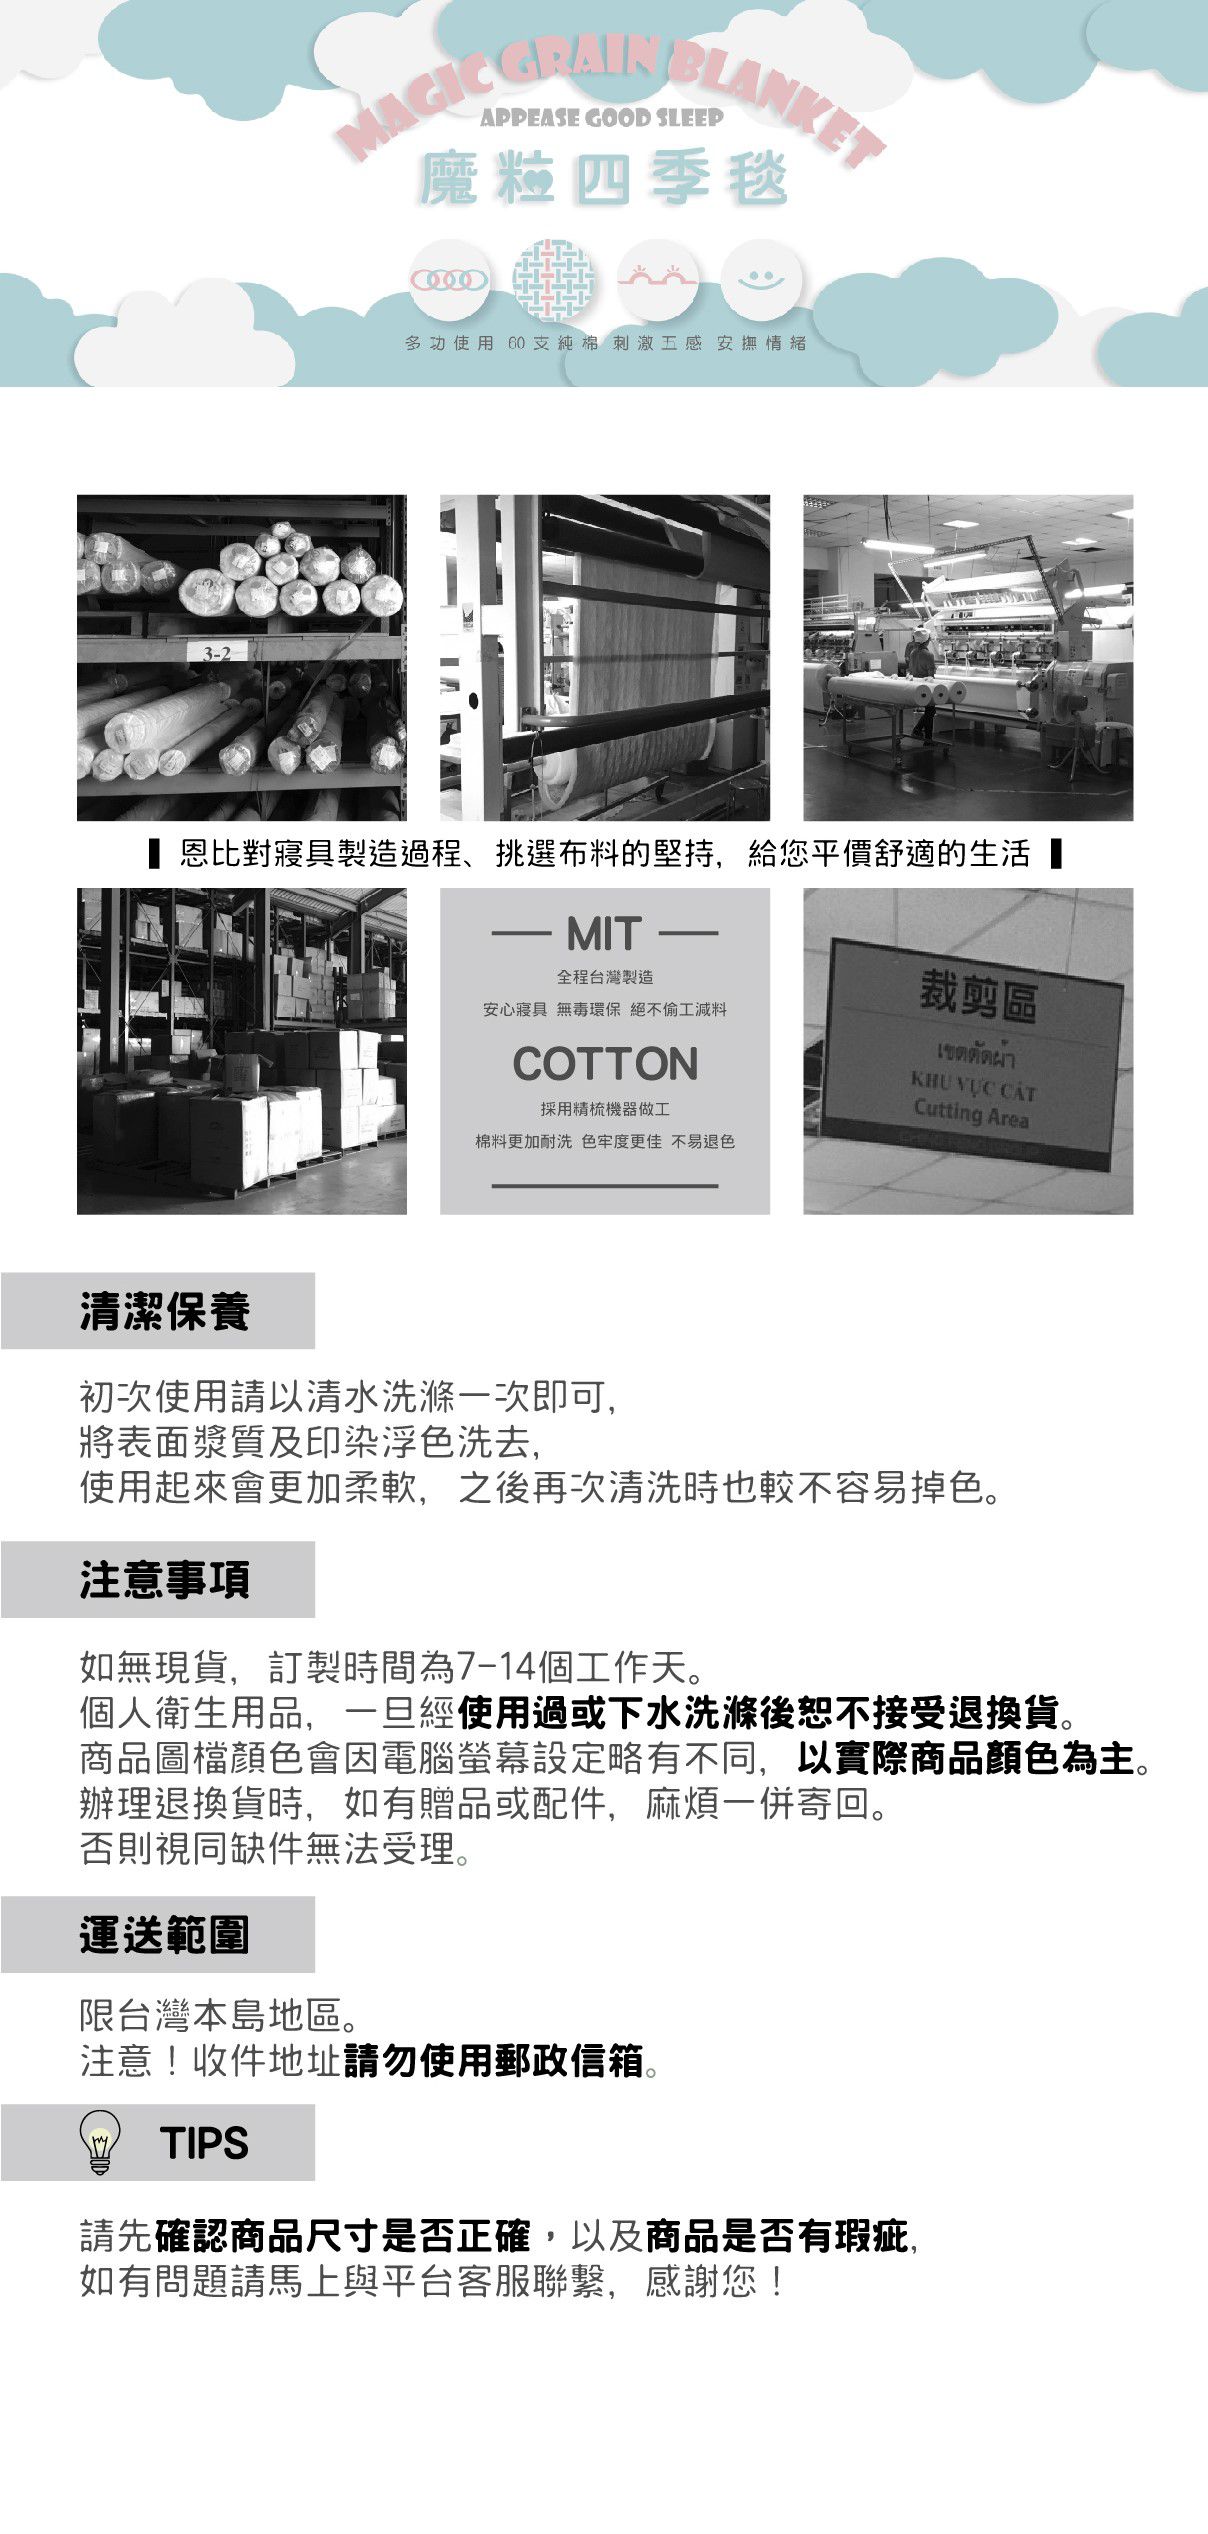 MAGIC GRAIN BLANKET
APPEASE GOOD SLEEP
魔粒四季毯
多功使用 60支純棉 刺激五感 安撫情緒
3-2
恩比對寢具製造過程、挑選布料的堅持，給您平價舒適的生活
MIT
全程台灣製造
安心寢具 無毒環保 絕不偷工減料
COTTON
採用精梳機器做工
棉料更加耐洗 色牢度更佳 不易退色
裁剪區
เขตตัดผ้า
KHU VỰC CẮT
Cutting Area
清潔保養
初次使用請以清水洗滌一次即可，
將表面漿質及印染浮色洗去，
使用起來會更加柔軟，之後再次清洗時也較不容易掉色。
注意事項
如無現貨，訂製時間為7-14個工作天。
個人衛生用品，一旦經使用過或下水洗滌後恕不接受退換貨。
商品圖檔顏色會因電腦螢幕設定略有不同，以實際商品顏色為主。
辦理退換貨時，如有贈品或配件，麻煩一併寄回。
否則視同缺件無法受理。
運送範圍
限台灣本島地區。
注意！收件地址請勿使用郵政信箱。
TIPS
請先確認商品尺寸是否正確，以及商品是否有瑕疵，
如有問題請馬上與平台客服聯繫，感謝您！